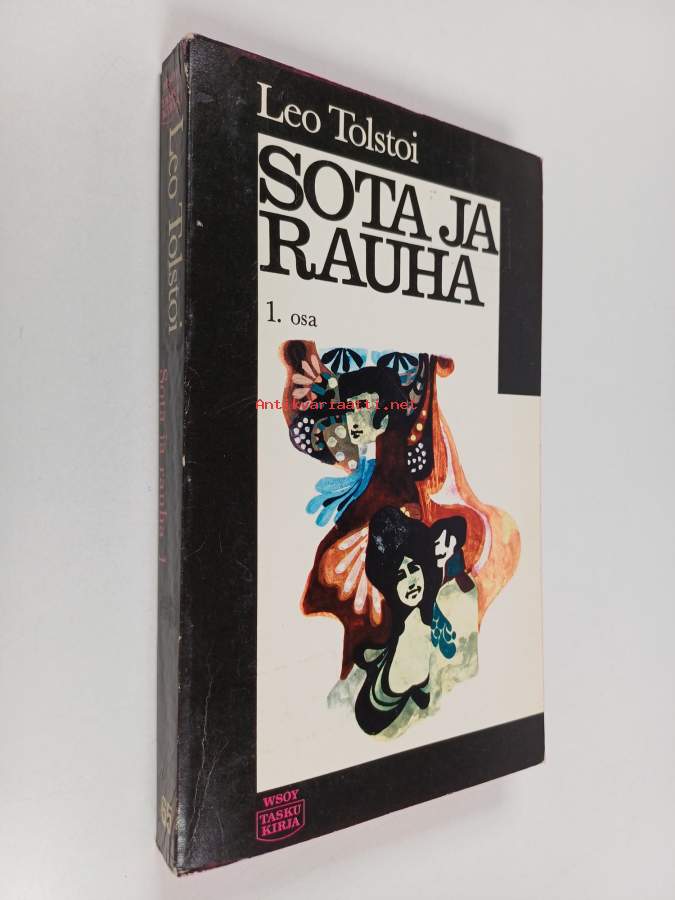 Leo Tolstoi
SOTA JA
RAUHA
1. osa
Antikvariaatti.net
WSOY
TASKU
KIRJA
Leo Tolstoi
Sota ja rauha 1